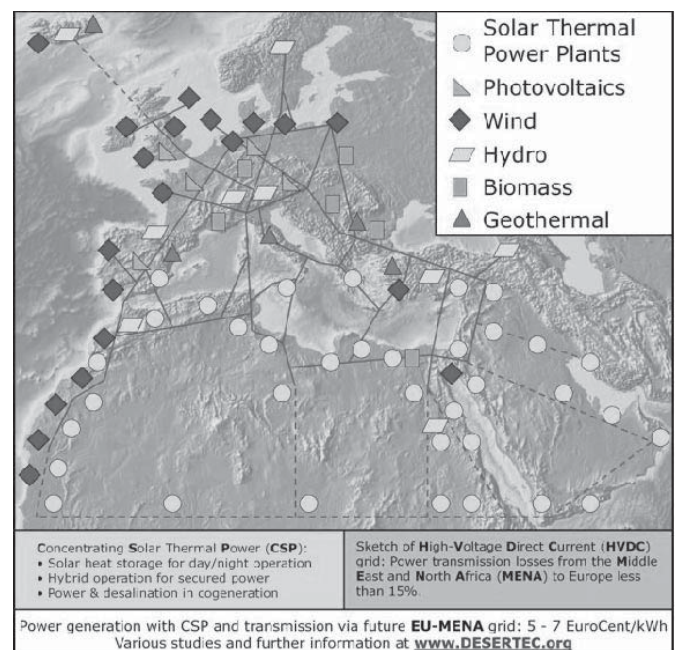 Solar Thermal
Power Plants
Photovoltaics
Wind
Hydro
Biomass
Geothermal
Concentrating Solar Thermal Power (CSP):
• Solar heat storage for day/night operation
• Hybrid operation for secured power
• Power & desalination in cogeneration
Sketch of High-Voltage Direct Current (HVDC)
grid: Power transmission losses from the Middle
East and North Africa (MENA) to Europe less
than 15%.
Power generation with CSP and transmission via future EU-MENA grid: 5 - 7 EuroCent/kWh
Various studies and further information at www.DESERTEC.org